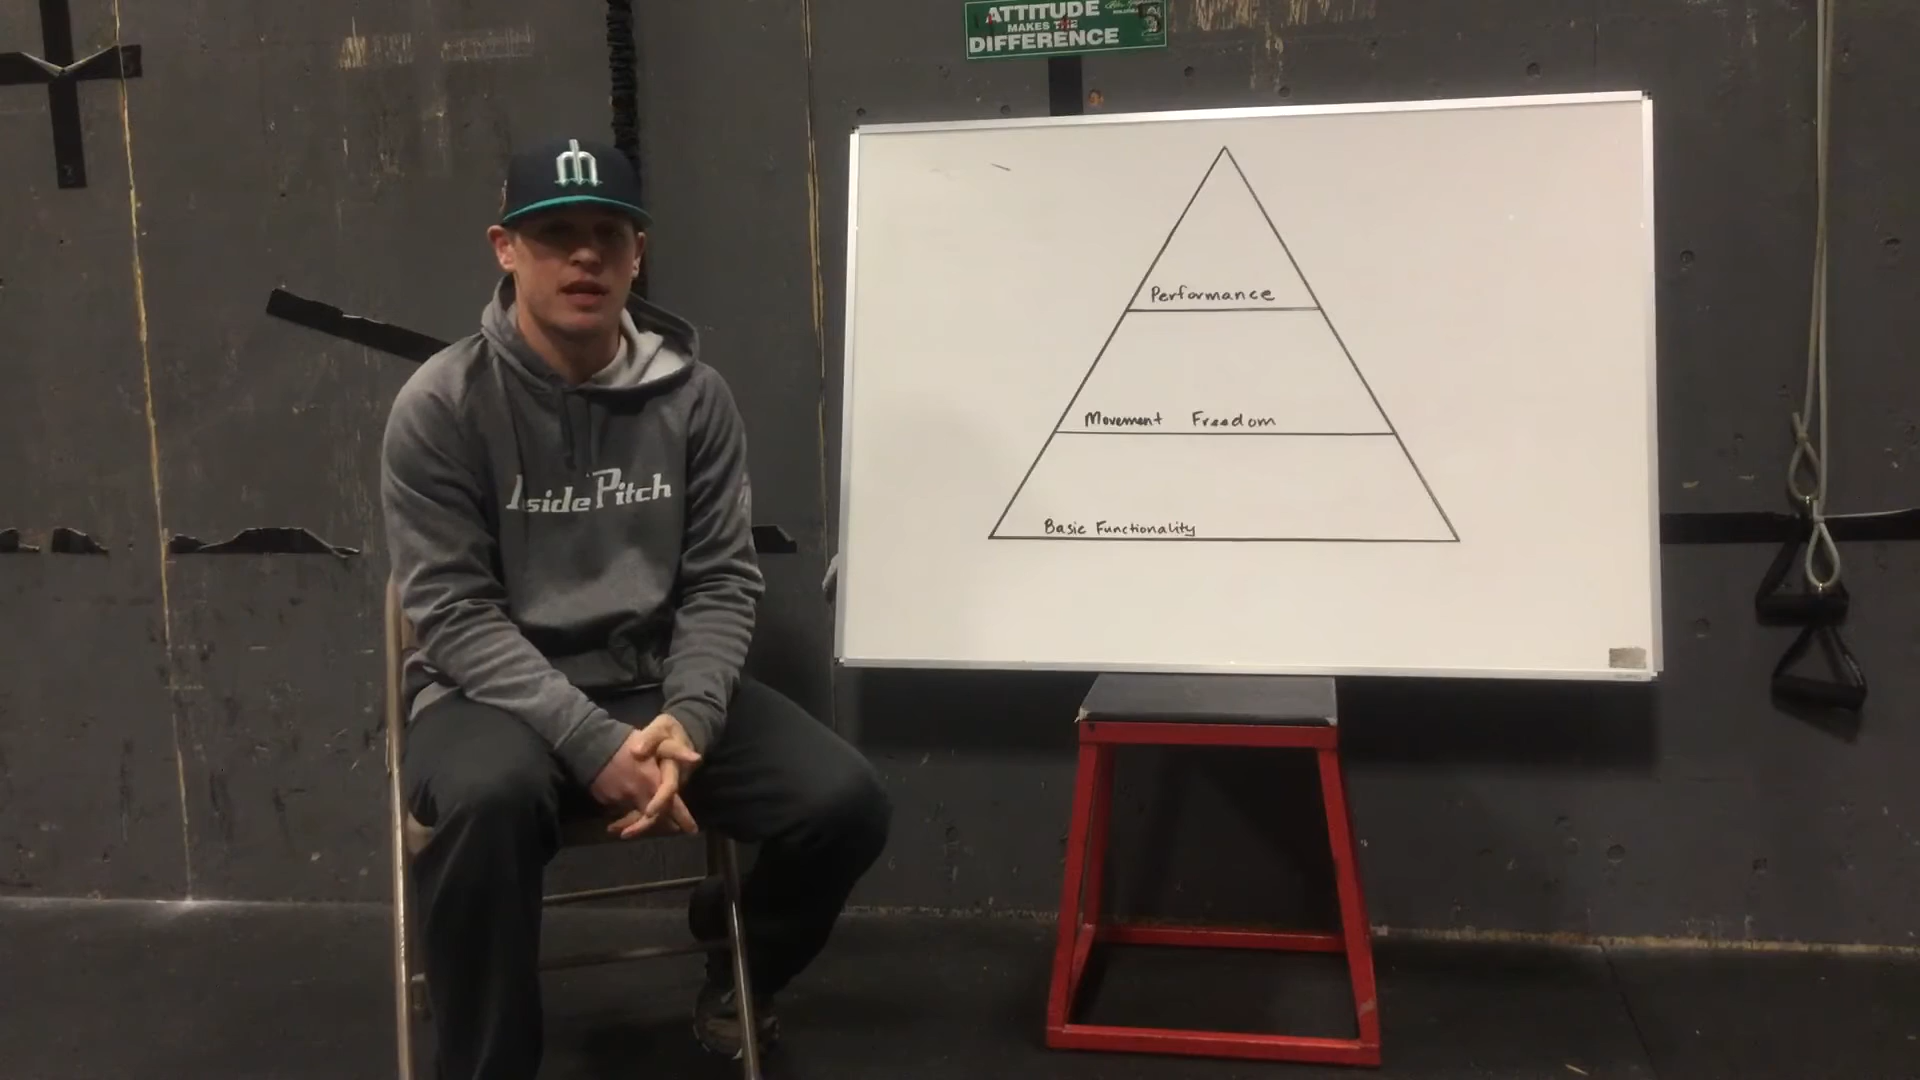 ATTITUDE
MAKES THE
DIFFERENCE
Performance
Movement Freedom
Basic Functionality
InsidePitch